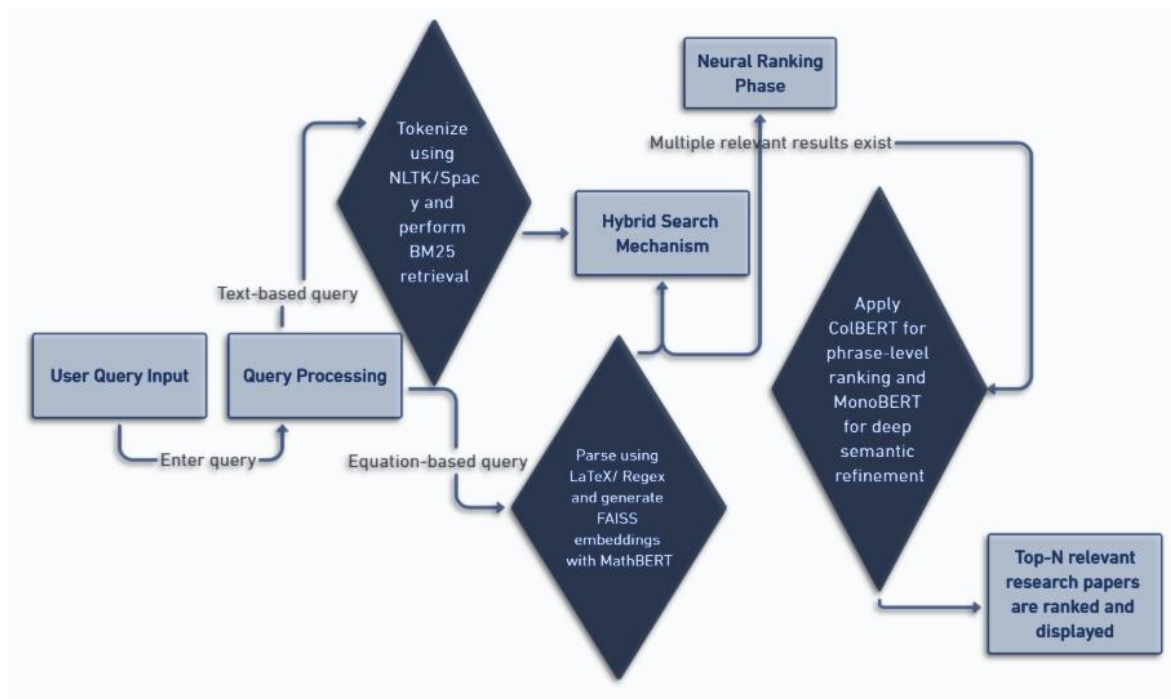 Neural Ranking
Phase
Tokenize
using
NLTK/Spac
y and
perform
BM25
retrieval
Multiple relevant results exist
Hybrid Search
Mechanism
Text-based query
User Query Input
Query Processing
Enter query
Equation-based query
Parse using
LaTeX/ Regex
and generate
FAISS
embeddings
with MathBERT
Apply
ColBERT for
phrase-level
ranking and
MonoBERT
for deep
semantic
refinement
Top-N relevant
research papers
are ranked and
displayed